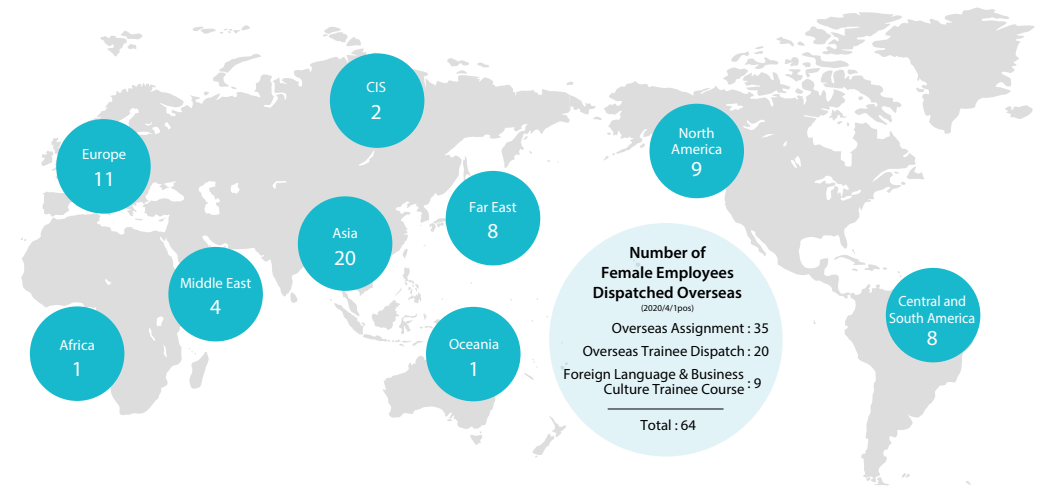 CIS
2
Europe
11
North
America
9
Far East
8
Asia
20
Middle East
4
Africa
1
Oceania
1
Central and
South America
8
Number of
Female Employees
Dispatched Overseas
(2020/4/1pos)
Overseas Assignment : 35
Overseas Trainee Dispatch : 20
Foreign Language & Business
Culture Trainee Course : 9
Total : 64